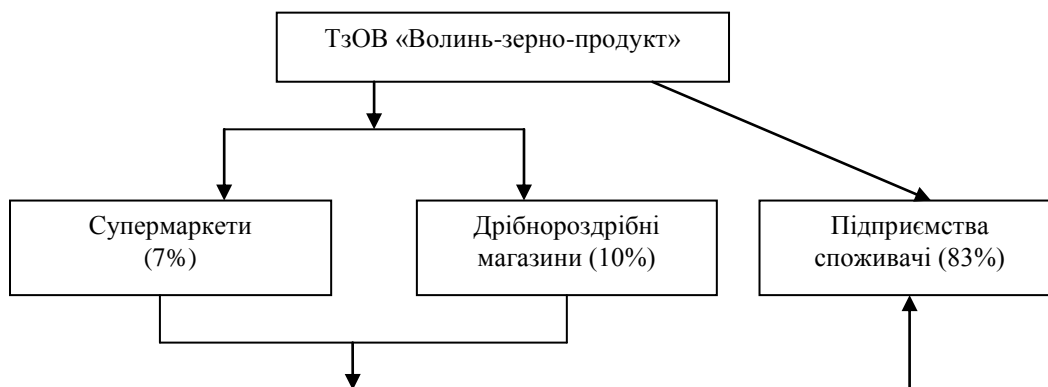 ТзОВ «Волинь-зерно-продукт»
Супермаркети
(7%)
Дрібнороздрібні
магазини (10%)
Підприємства
споживачі (83%)